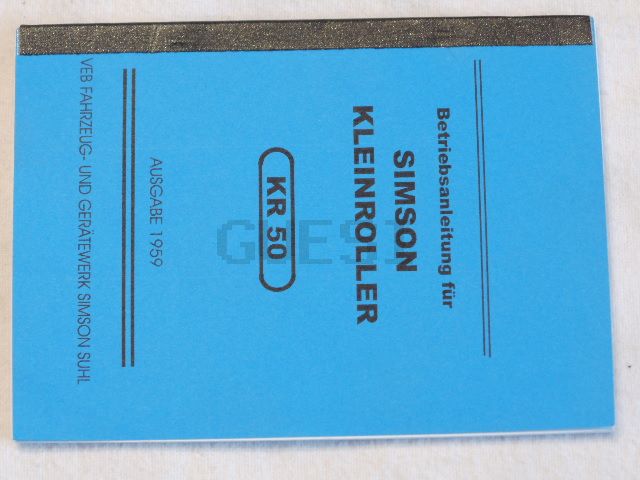 Betriebsanleitung für
SIMSON
KLEINROLLER
KR 50
AUSGABE 1959
VEB FAHRZEUG- UND GERÄTEWERK SIMSON SUHL